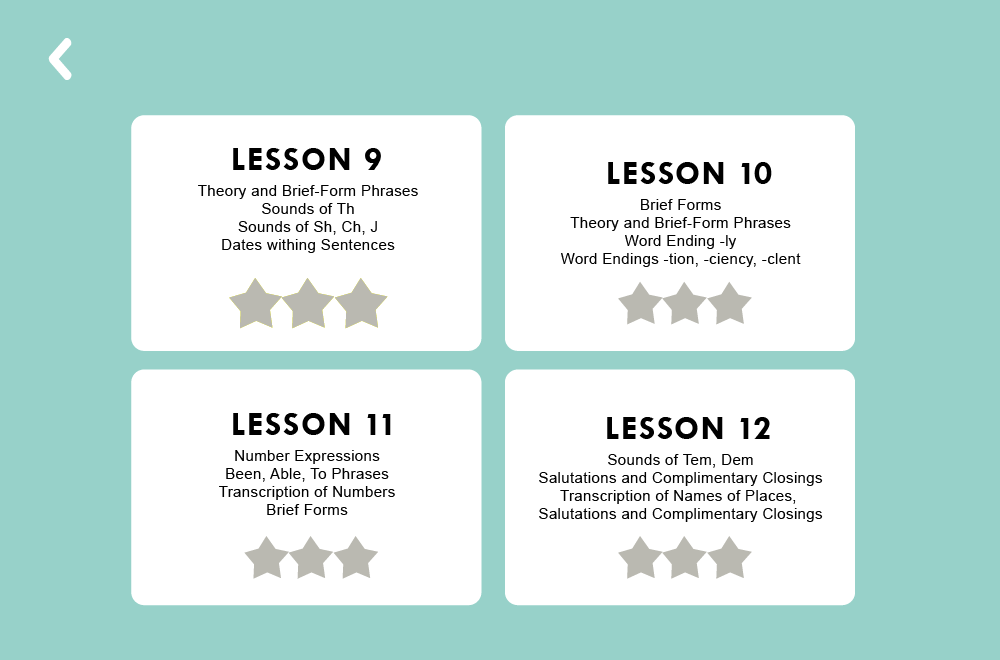 LESSON 9
Theory and Brief-Form Phrases
Sounds of Th
Sounds of Sh, Ch, J
Dates withing Sentences
LESSON 10
Brief Forms
Theory and Brief-Form Phrases
Word Ending -ly
Word Endings -tion, -ciency, -clent
LESSON 11
Number Expressions
Been, Able, To Phrases
Transcription of Numbers
Brief Forms
LESSON 12
Sounds of Tem, Dem
Salutations and Complimentary Closings
Transcription of Names of Places,
Salutations and Complimentary Closings